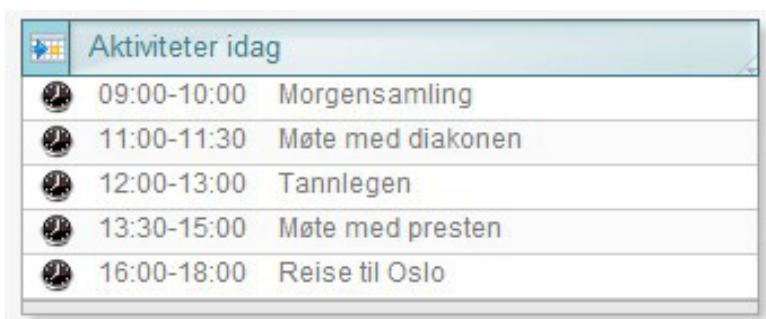 Aktiviteter idag
09:00-10:00 Morgensamling
11:00-11:30 Møte med diakonen
12:00-13:00 Tannlegen
13:30-15:00 Møte med presten
16:00-18:00 Reise til Oslo